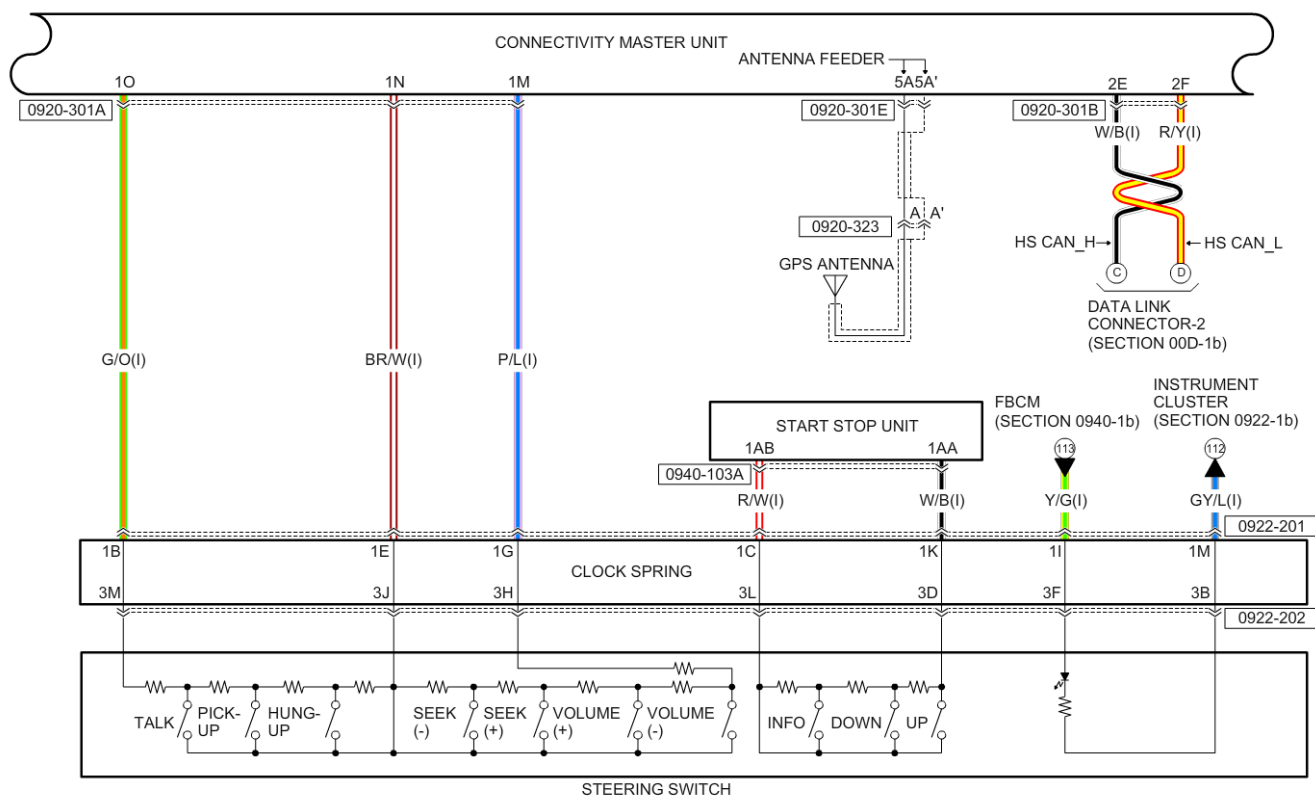 CONNECTIVITY MASTER UNIT
ANTENNA FEEDER
1O 1N 1M 5A 5A' 2E 2F
0920-301A 0920-301E 0920-301B
W/B(I) R/Y(I)
A A'
0920-323
HS CAN_H HS CAN_L
GPS ANTENNA
C D
DATA LINK
CONNECTOR-2
(SECTION 00D-1b)
G/O(I) BR/W(I) P/L(I)
FBCM
(SECTION 0940-1b)
INSTRUMENT
CLUSTER
(SECTION 0922-1b)
START STOP UNIT
1AB 1AA
113 112
0940-103A
R/W(I) W/B(I) Y/G(I) GY/L(I)
0922-201
1B 1E 1G 1C 1K 1I 1M
CLOCK SPRING
3M 3J 3H 3L 3D 3F 3B
0922-202
TALK
PICK-
UP
HUNG-
UP
SEEK
(-)
SEEK
(+)
VOLUME
(+)
VOLUME
(-)
INFO DOWN UP
STEERING SWITCH